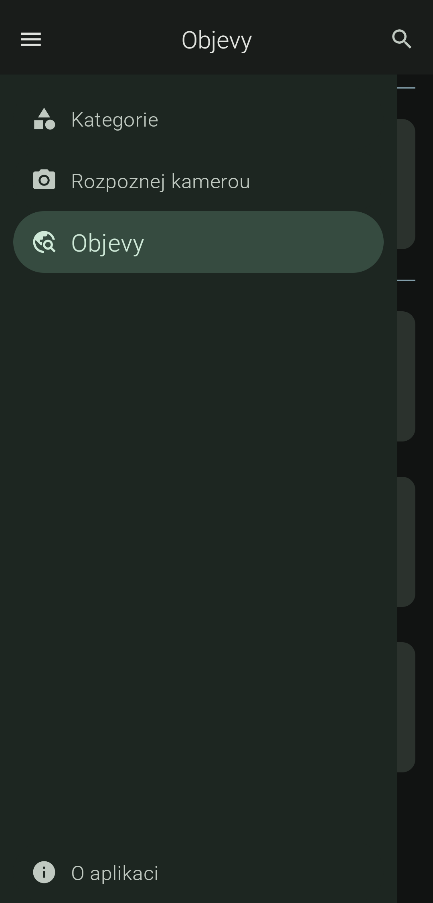 Objevy
Kategorie
Rozpoznej kamerou
Objevy
O aplikaci